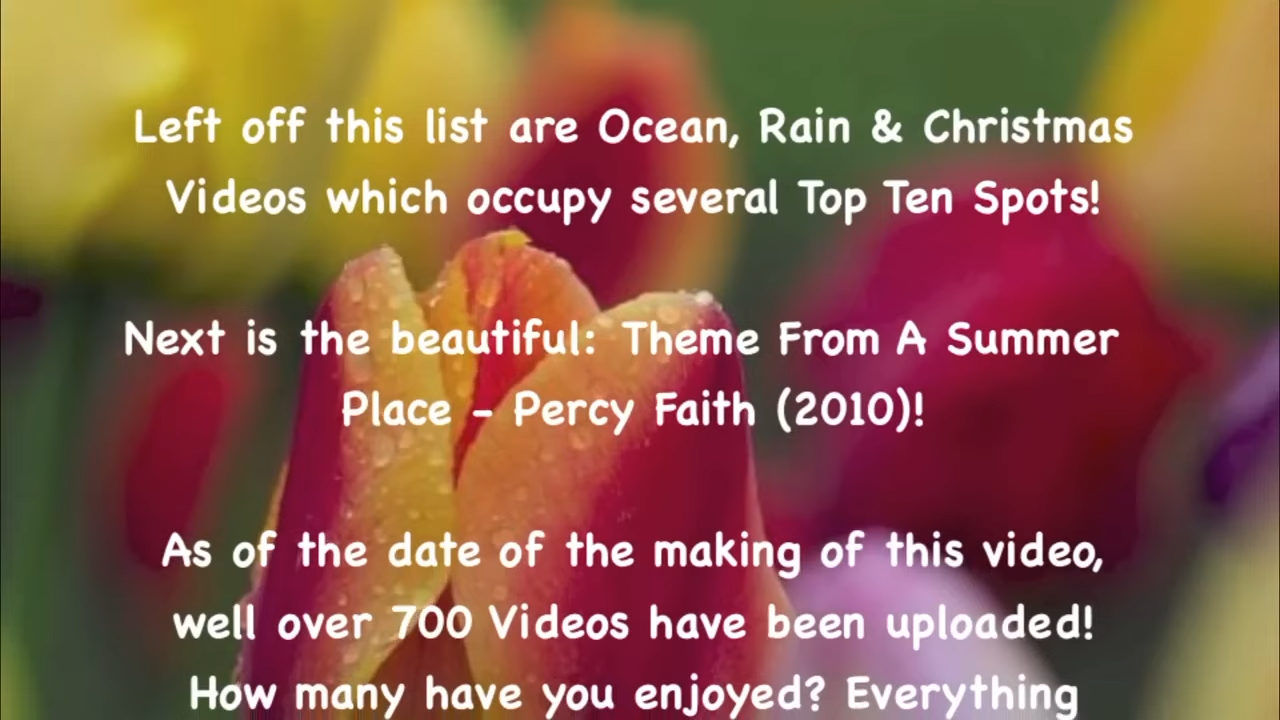 Left off this list are Ocean, Rain & Christmas
Videos which occupy several Top Ten Spots!
Next is the beautiful: Theme From A Summer
Place - Percy Faith (2010)!
As of the date of the making of this video,
well over 700 Videos have been uploaded!
How many have you enjoyed? Everything